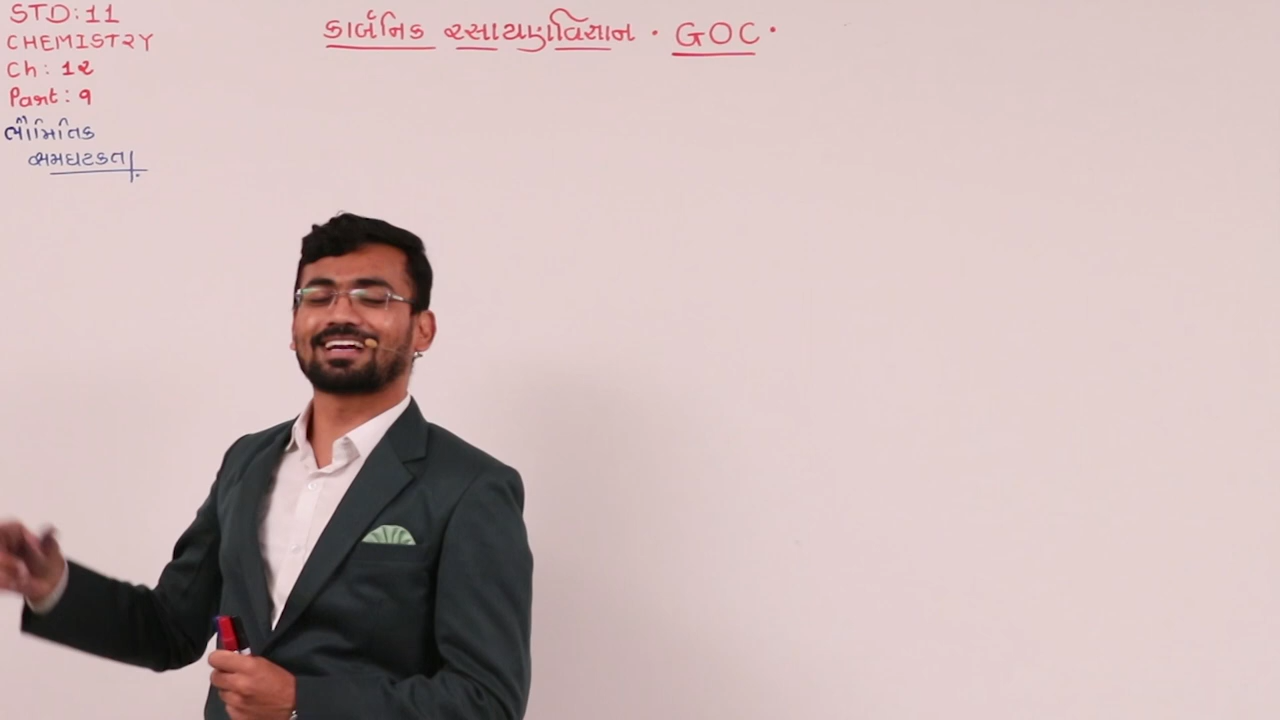 STD:11
CHEMISTRY
Ch: 12
Part: 9
ભૌમિતિક
સમઘટકતા.
કાર્બનિક રસાયણવિજ્ઞાન · GOC ·